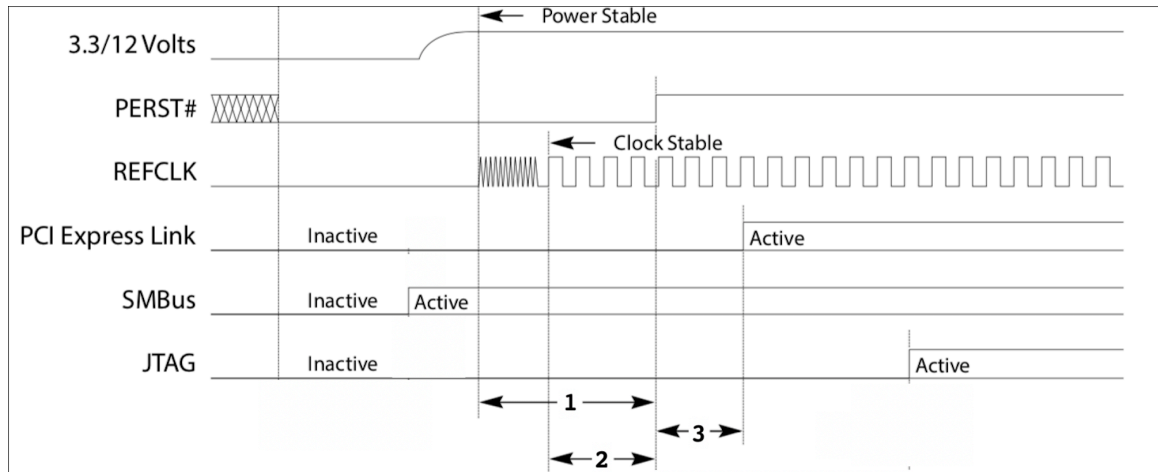 Power Stable
3.3/12 Volts
PERST#
Clock Stable
REFCLK
PCI Express Link Inactive Active
SMBus Inactive Active
JTAG Inactive Active
1
3
2